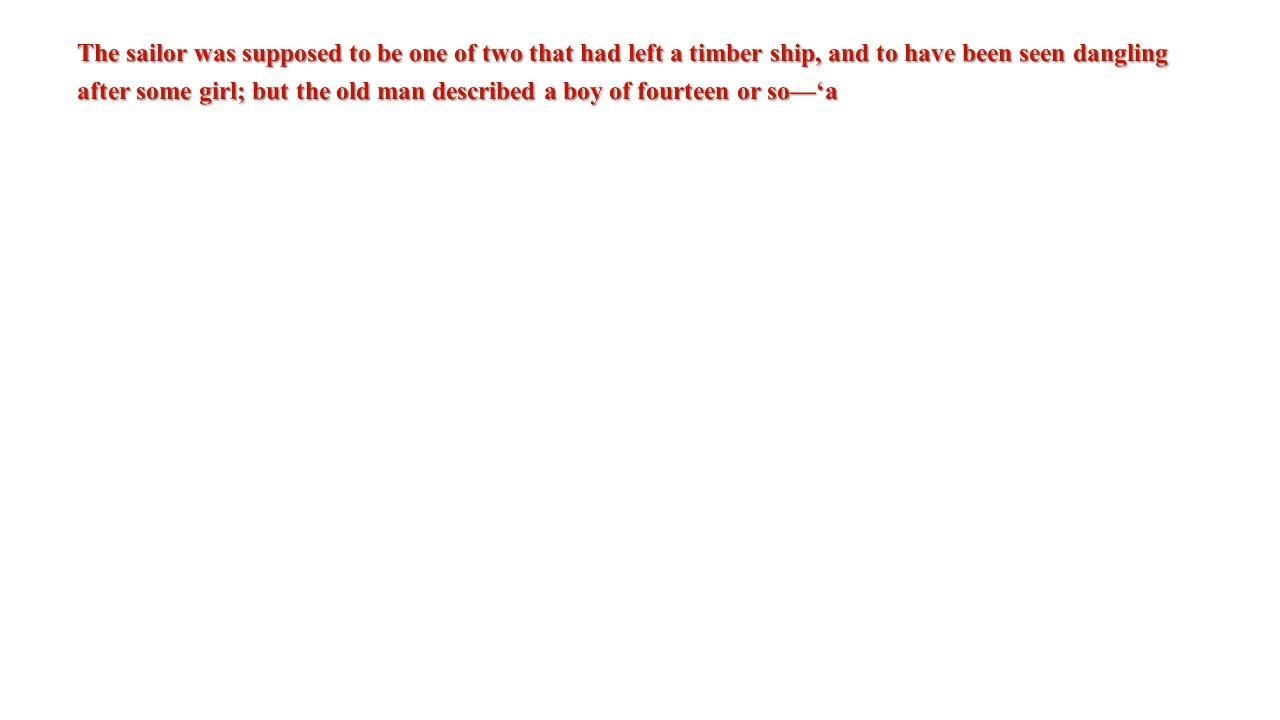 The sailor was supposed to be one of two that had left a timber ship, and to have been seen dangling
after some girl; but the old man described a boy of fourteen or so—‘a